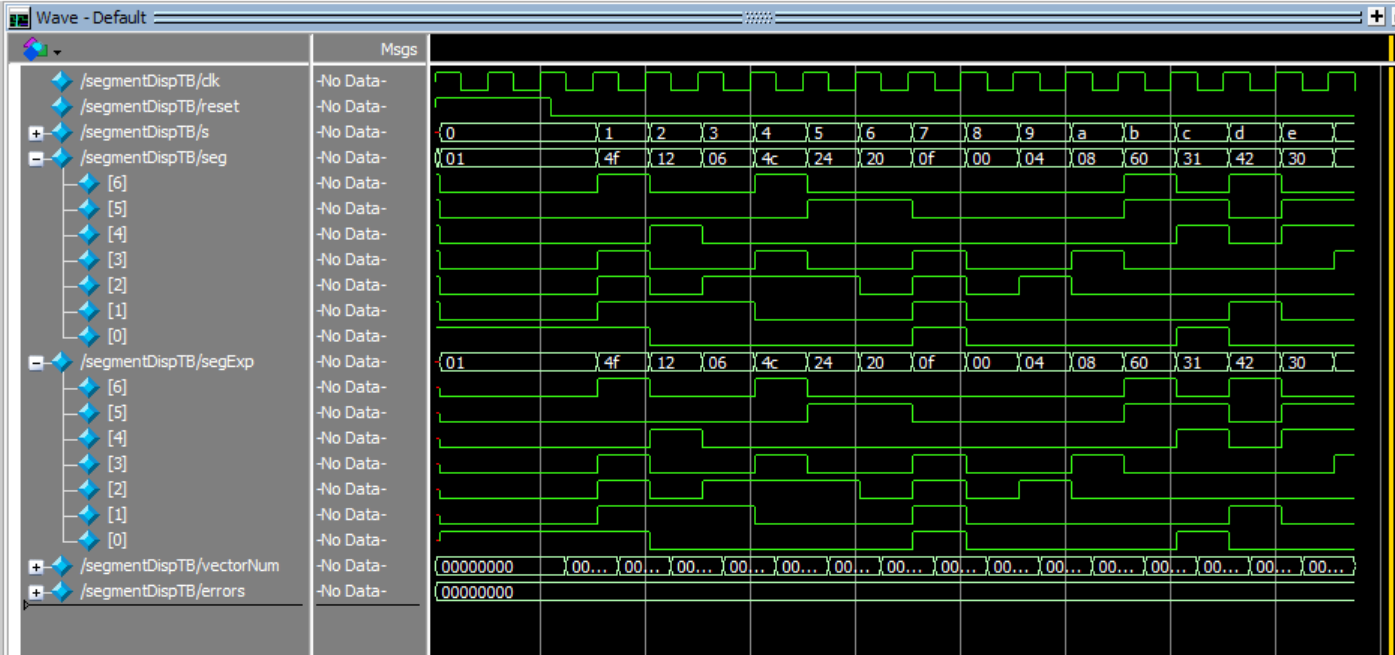 Wave - Default
Msgs
/segmentDispTB/clk -No Data-
/segmentDispTB/reset -No Data-
/segmentDispTB/s -No Data- 0 1 2 3 4 5 6 7 8 9 a b c d e
/segmentDispTB/seg -No Data- 01 4f 12 06 4c 24 20 0f 00 04 08 60 31 42 30
[6] -No Data-
[5] -No Data-
[4] -No Data-
[3] -No Data-
[2] -No Data-
[1] -No Data-
[0] -No Data-
/segmentDispTB/segExp -No Data- 01 4f 12 06 4c 24 20 0f 00 04 08 60 31 42 30
[6] -No Data-
[5] -No Data-
[4] -No Data-
[3] -No Data-
[2] -No Data-
[1] -No Data-
[0] -No Data-
/segmentDispTB/vectorNum -No Data- 00000000 00... 00... 00... 00... 00... 00... 00... 00... 00... 00... 00... 00... 00... 00... 00...
/segmentDispTB/errors -No Data- 00000000